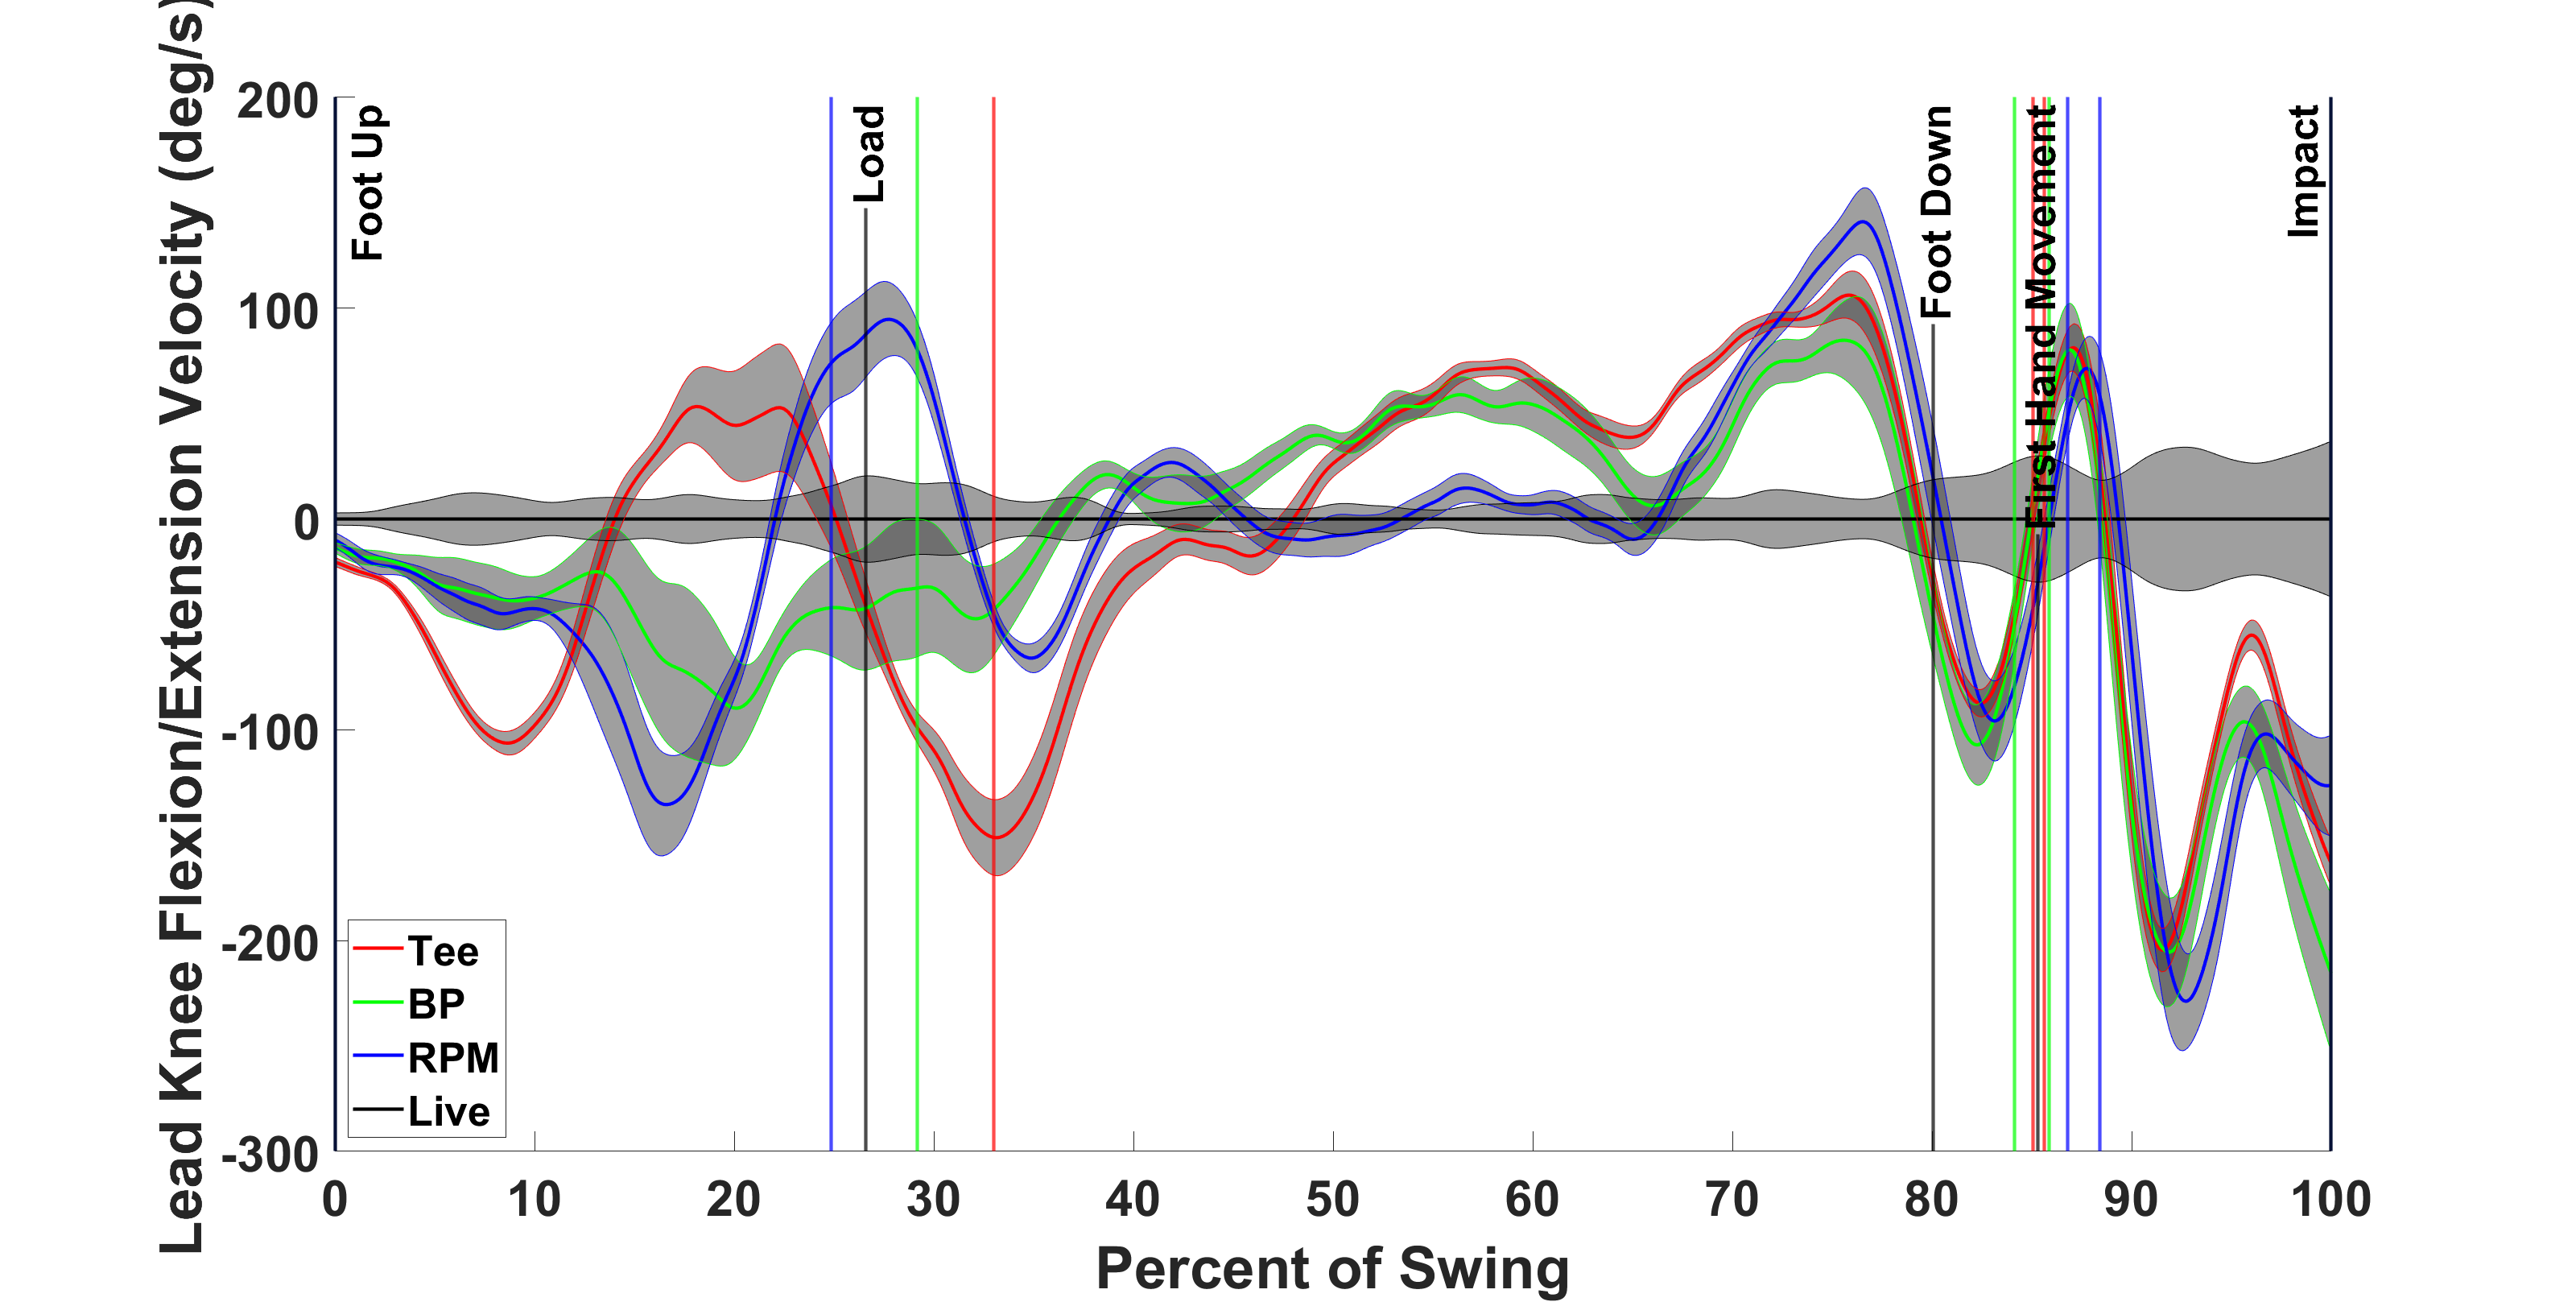 Lead Knee Flexion/Extension Velocity (deg/s)
200
100
0
-100
-200
-300
Foot Up
Load
Foot Down
First Hand Movement
Impact
Tee
BP
RPM
Live
0 10 20 30 40 50 60 70 80 90 100
Percent of Swing